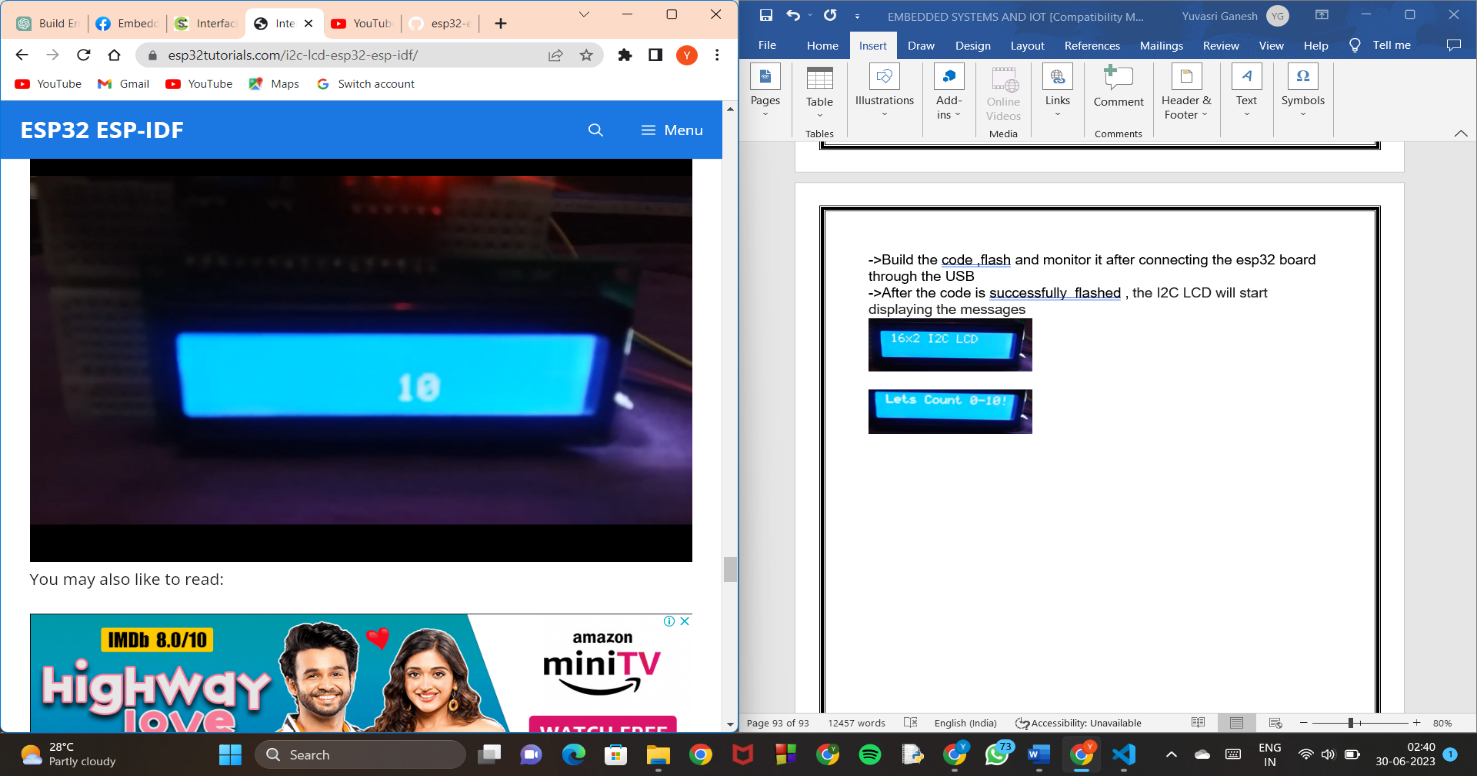 Build En
Embedd
Interfac
Inte
YouTub
esp32-e
esp32tutorials.com/i2c-lcd-esp32-esp-idf/
Y
YouTube
Gmail
YouTube
Maps
Switch account
ESP32 ESP-IDF
Menu
10
You may also like to read:
IMDb 8.0/10
HigHway
love
amazon
miniTV
WATCH FREE
EMBEDDED SYSTEMS AND IOT [Compatibility M...
Yuvasri Ganesh
YG
File
Home
Insert
Draw
Design
Layout
References
Mailings
Review
View
Help
Tell me
Pages
Table
Tables
Illustrations
Add-
ins
Online
Videos
Media
Links
Comment
Comments
Header &
Footer
Text
Symbols
->Build the code ,flash and monitor it after connecting the esp32 board
through the USB
->After the code is successfully flashed , the I2C LCD will start
displaying the messages
16x2 I2C LCD
Lets Count 0-10!
Page 93 of 93
12457 words
English (India)
Accessibility: Unavailable
80%
28°C
Partly cloudy
Search
73
ENG
IN
02:40
30-06-2023
1